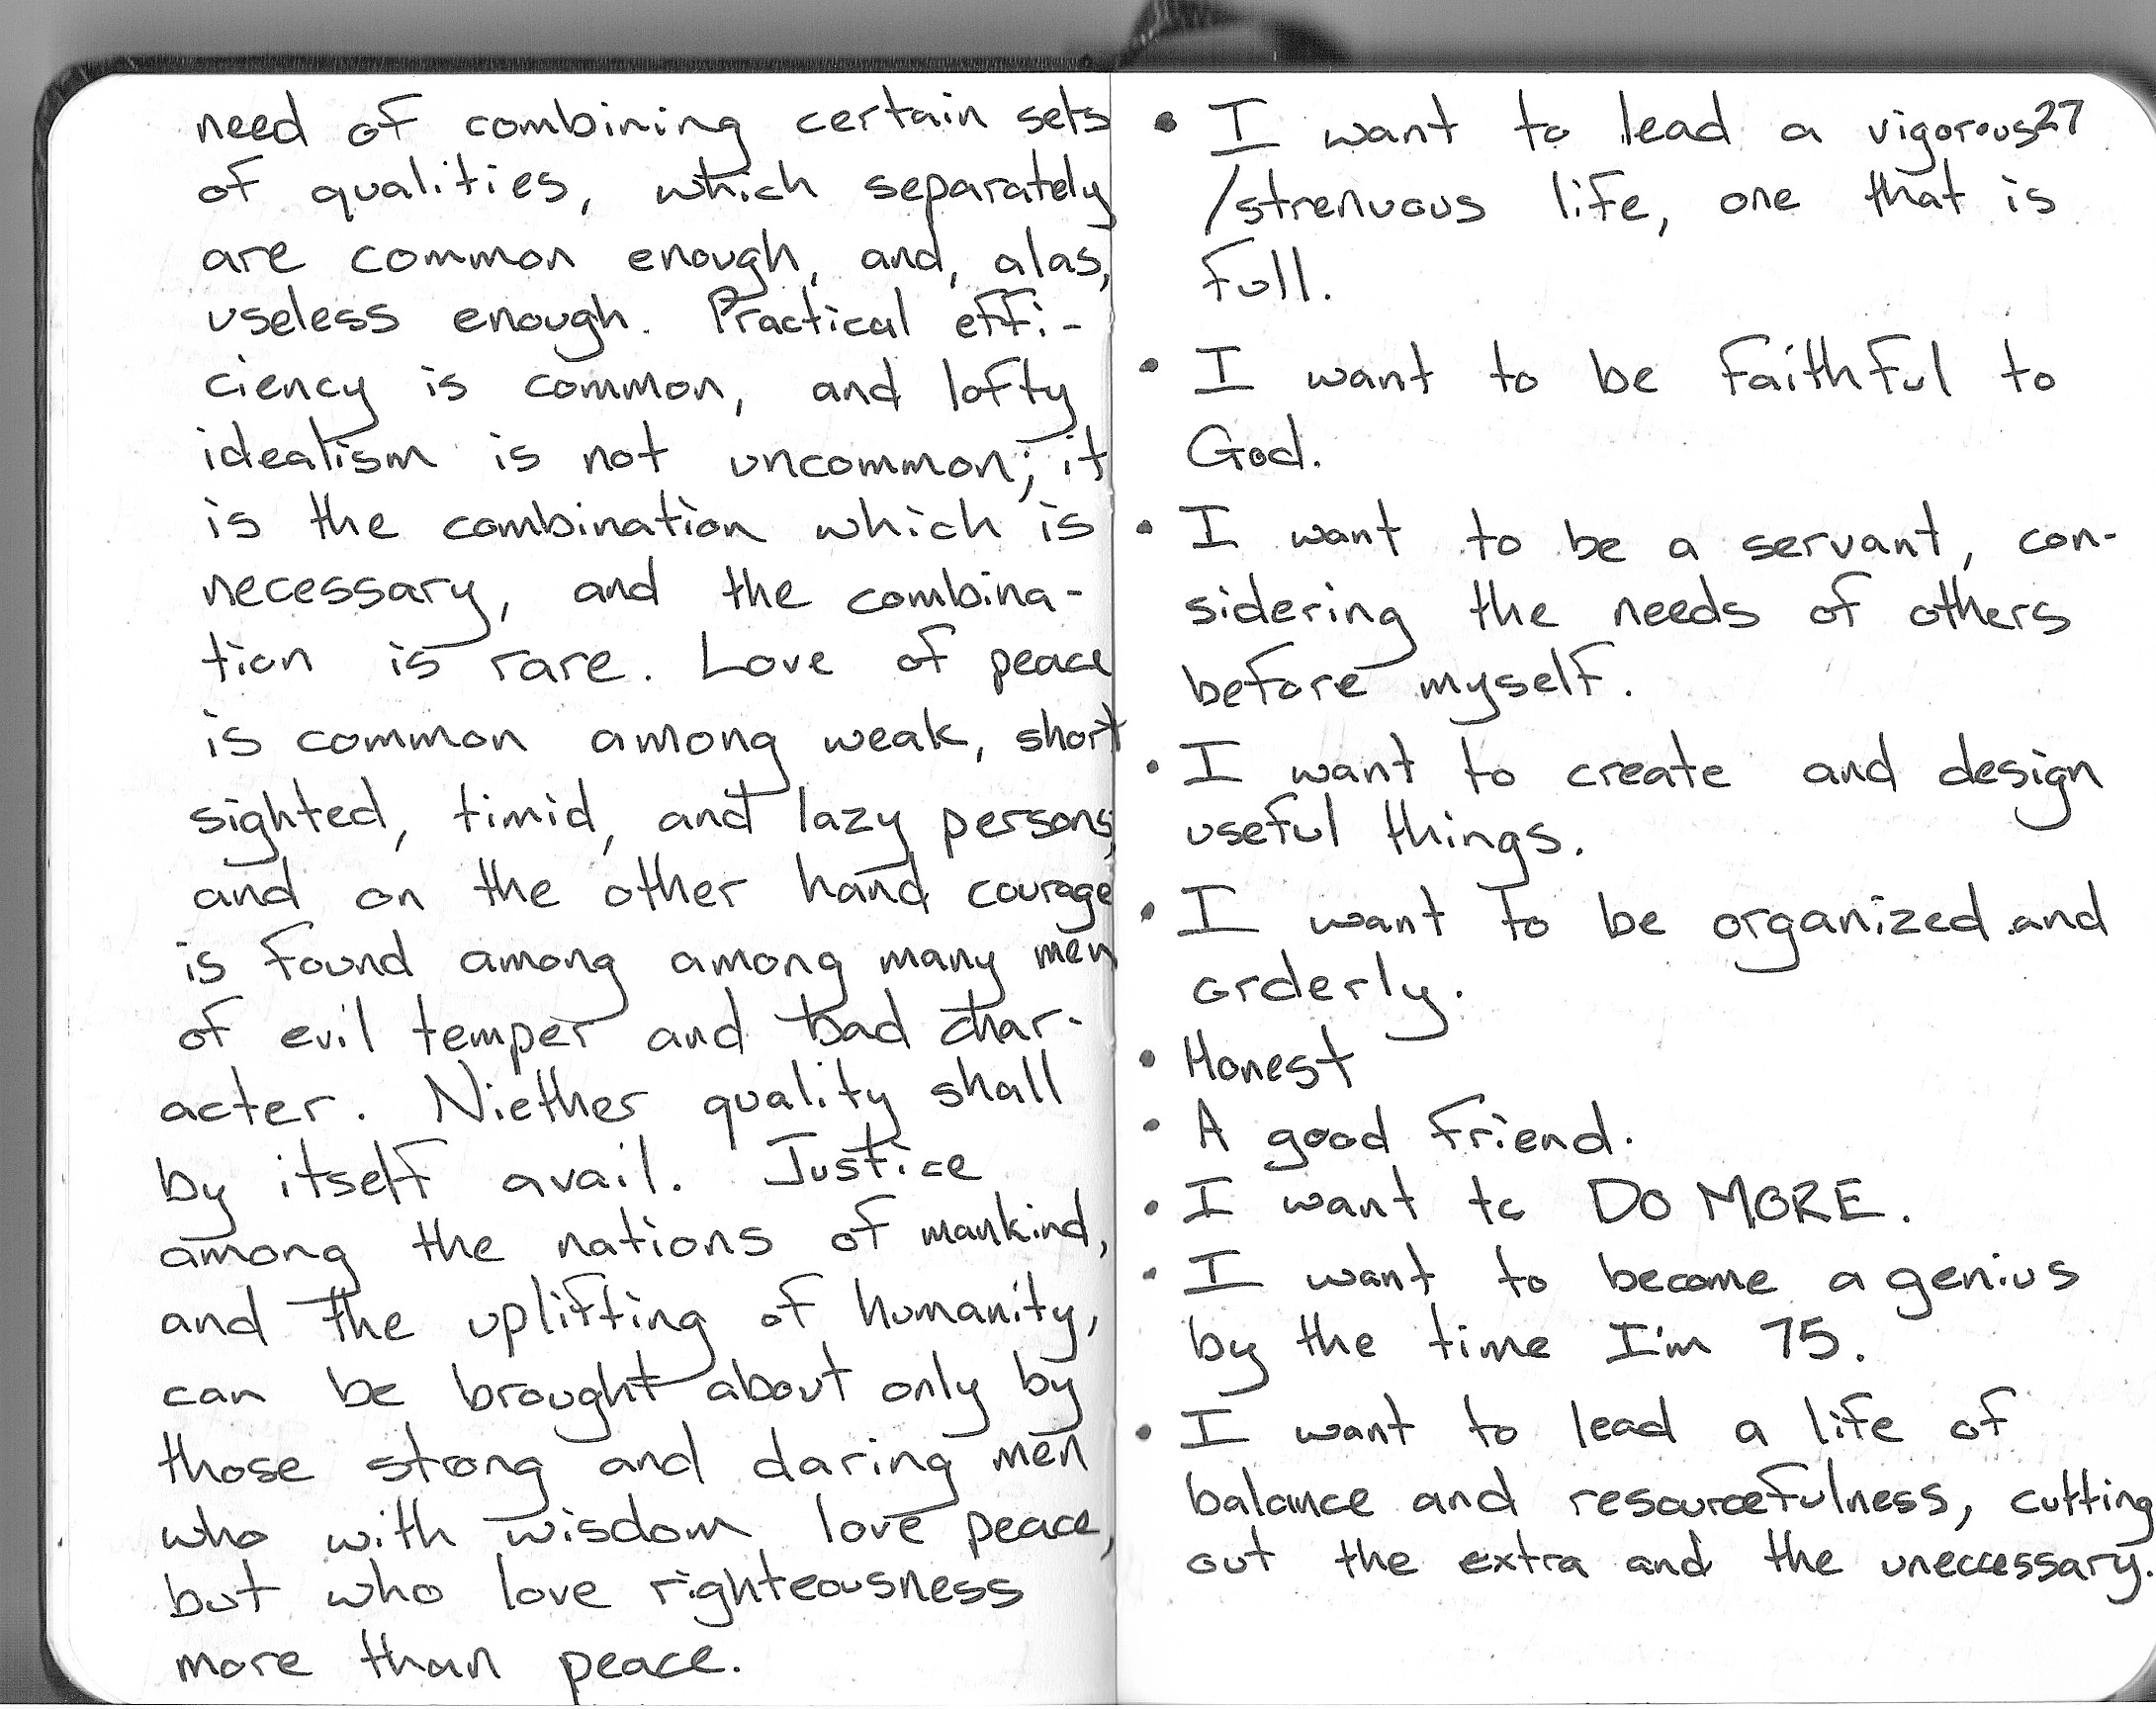 need of combining certain sets
of qualities, which separately
are common enough, and, alas,
useless enough. Practical effi-
ciency is common, and lofty
idealism is not uncommon; it
is the combination which is
necessary, and the combina-
tion is rare. Love of peace
is common among weak, short
sighted, timid, and lazy persons;
and on the other hand courage
is found among among many men
of evil temper and bad char-
acter. Niether quality shall
by itself avail. Justice
among the nations of mankind,
and the uplifting of humanity,
can be brought about only by
those strong and daring men
who with wisdom love peace,
but who love righteousness
more than peace.
27
• I want to lead a vigorous
/strenuous life, one that is
full.
• I want to be faithful to
God.
• I want to be a servant, con-
sidering the needs of others
before myself.
• I want to create and design
useful things.
• I want to be organized and
orderly.
• Honest
• A good friend.
• I want to DO MORE.
• I want to become a genius
by the time I'm 75.
• I want to lead a life of
balance and resourcefulness, cutting
out the extra and the uneccessary.